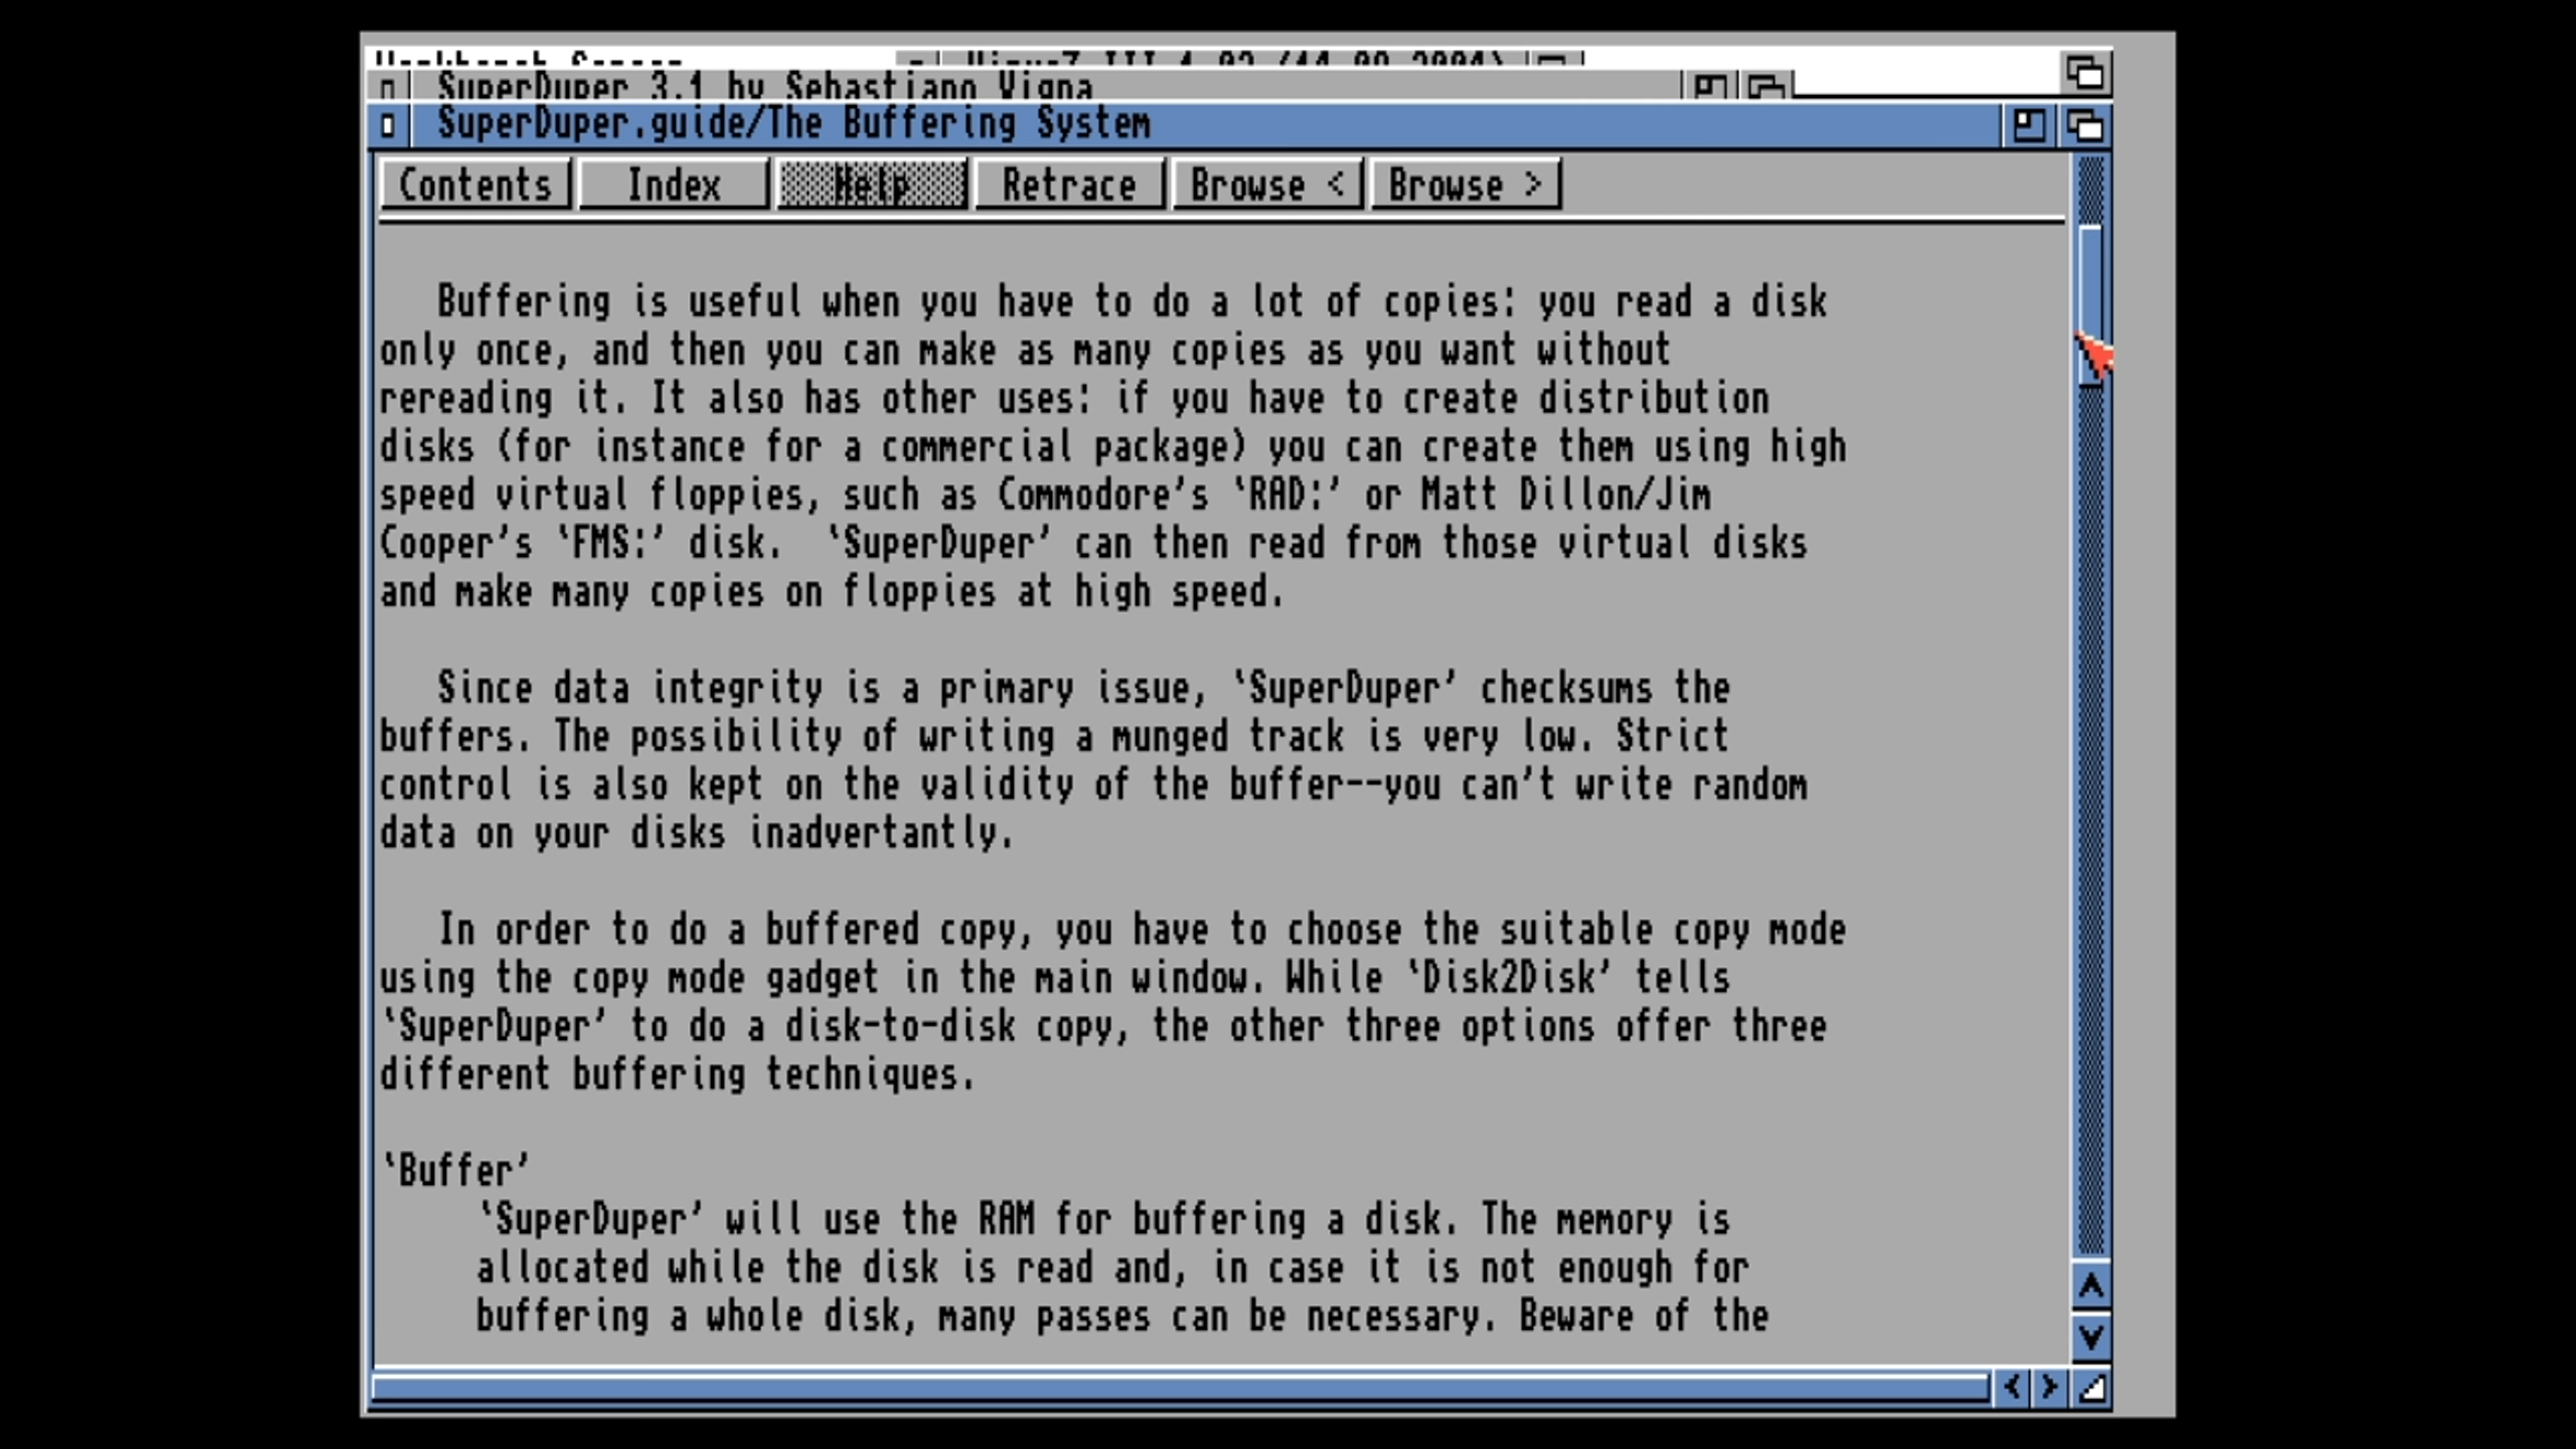 Workbench Screen VirusZ III 1.02 (14.09.2004)
SuperDuper 3.1 by Sebastiano Vigna
SuperDuper.guide/The Buffering System
Contents Index Help Retrace Browse < Browse >
Buffering is useful when you have to do a lot of copies: you read a disk
only once, and then you can make as many copies as you want without
rereading it. It also has other uses: if you have to create distribution
disks (for instance for a commercial package) you can create them using high
speed virtual floppies, such as Commodore's `RAD:' or Matt Dillon/Jim
Cooper's `FMS:' disk.  `SuperDuper' can then read from those virtual disks
and make many copies on floppies at high speed.
Since data integrity is a primary issue, `SuperDuper' checksums the
buffers. The possibility of writing a munged track is very low. Strict
control is also kept on the validity of the buffer--you can't write random
data on your disks inadvertantly.
In order to do a buffered copy, you have to choose the suitable copy mode
using the copy mode gadget in the main window. While `Disk2Disk' tells
`SuperDuper' to do a disk-to-disk copy, the other three options offer three
different buffering techniques.
`Buffer'
`SuperDuper' will use the RAM for buffering a disk. The memory is
allocated while the disk is read and, in case it is not enough for
buffering a whole disk, many passes can be necessary. Beware of the